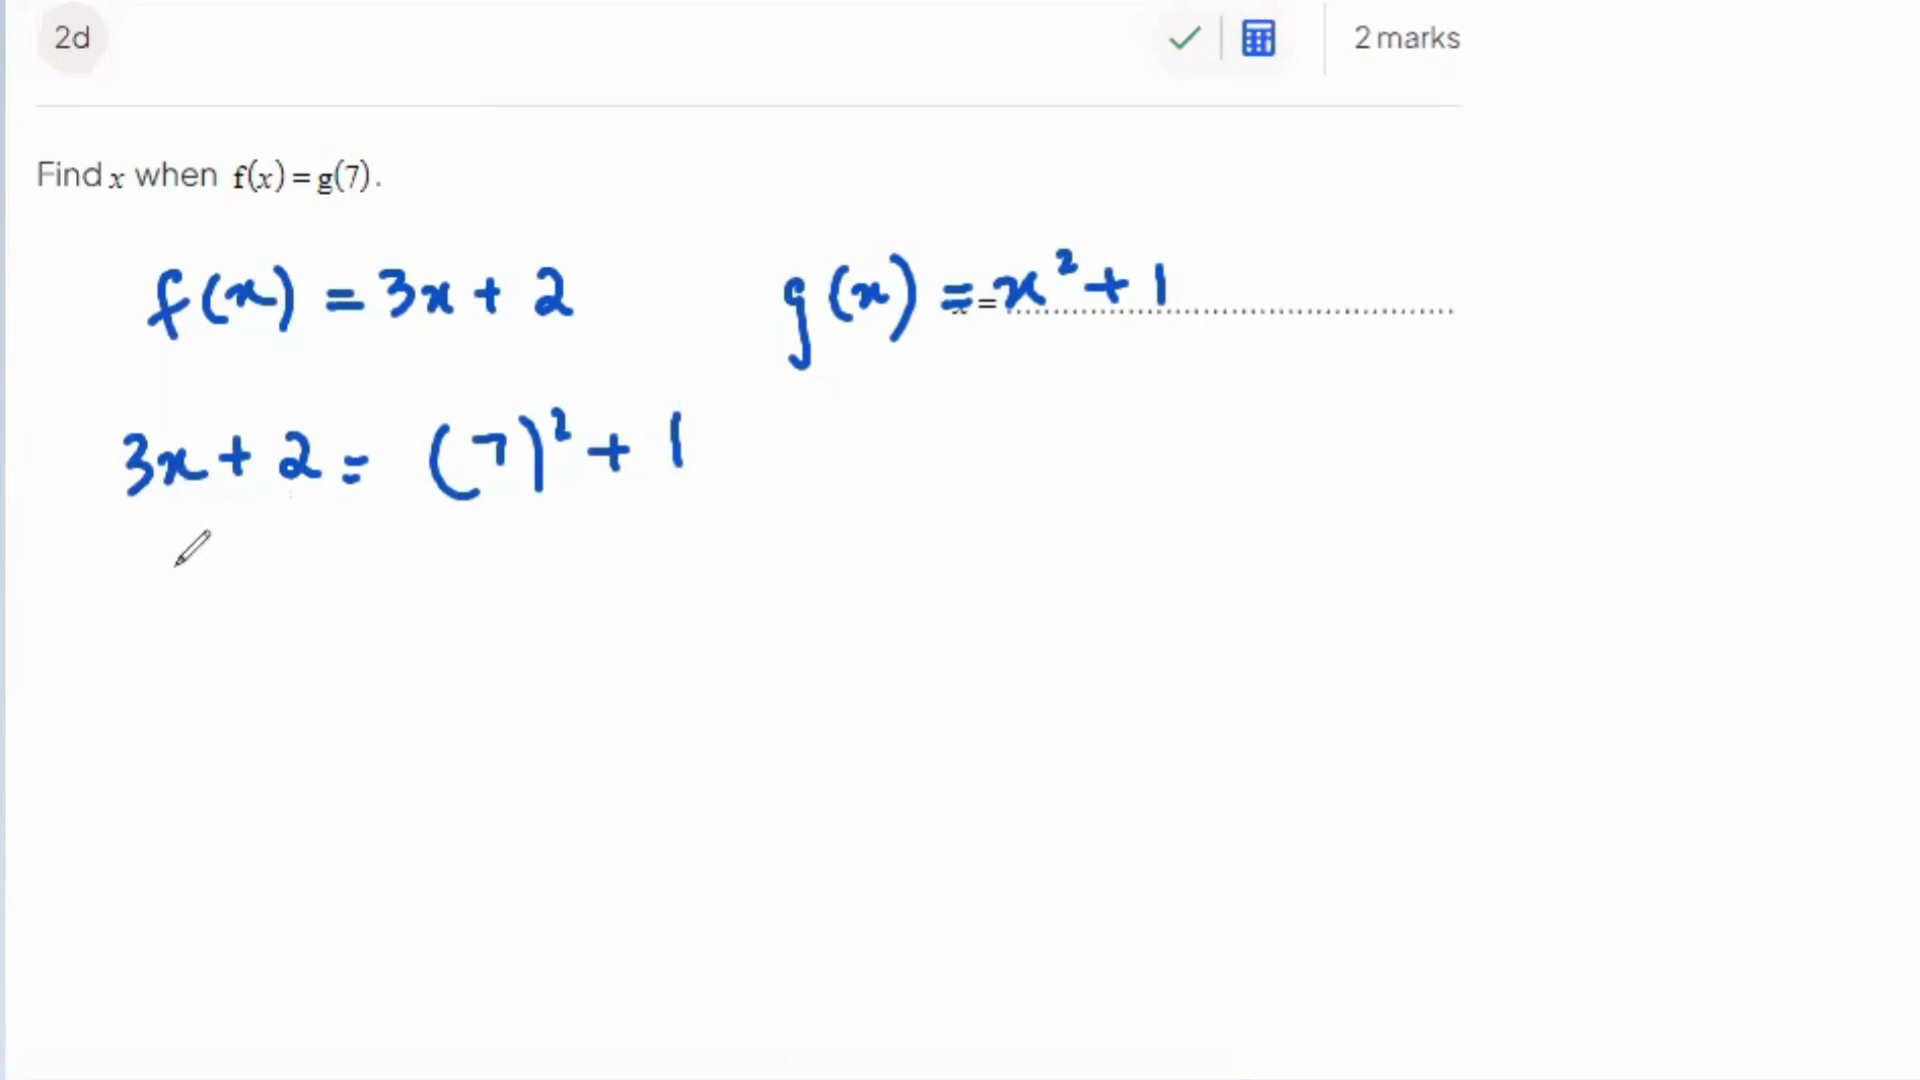 2d
2 marks
Find x when f(x) = g(7).
f(x) = 3x + 2
g(x) = x² + 1
x = ........................................
3x + 2 = (7)² + 1